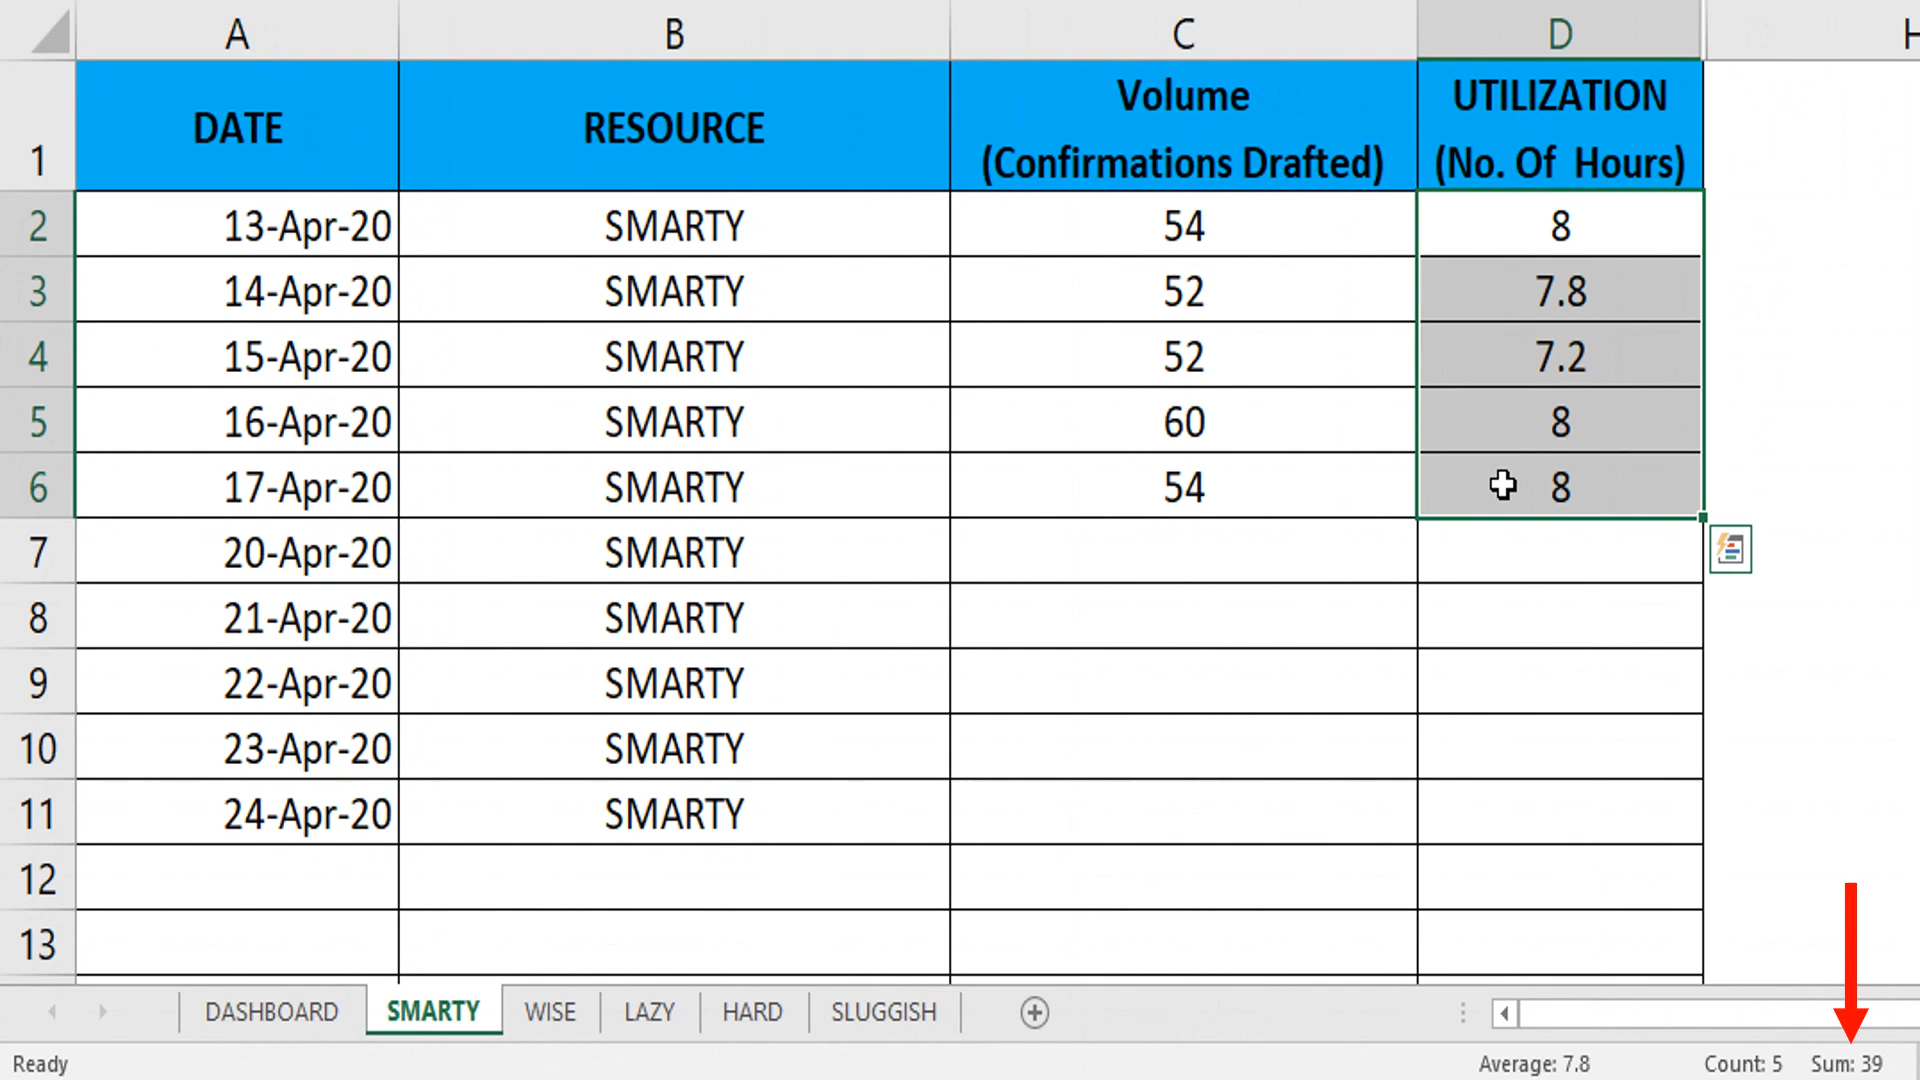 A B C D H
1 DATE RESOURCE Volume (Confirmations Drafted) UTILIZATION (No. Of Hours)
2 13-Apr-20 SMARTY 54 8
3 14-Apr-20 SMARTY 52 7.8
4 15-Apr-20 SMARTY 52 7.2
5 16-Apr-20 SMARTY 60 8
6 17-Apr-20 SMARTY 54 8
7 20-Apr-20 SMARTY
8 21-Apr-20 SMARTY
9 22-Apr-20 SMARTY
10 23-Apr-20 SMARTY
11 24-Apr-20 SMARTY
12
13
DASHBOARD SMARTY WISE LAZY HARD SLUGGISH
Ready Average: 7.8 Count: 5 Sum: 39